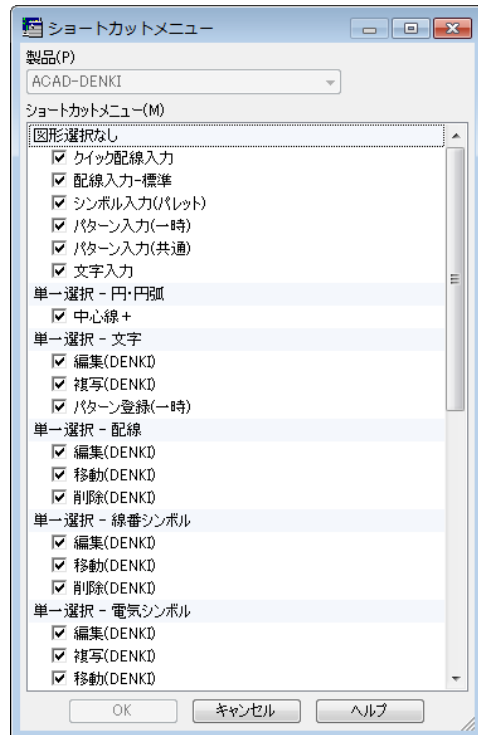 ショートカットメニュー
製品(P)
ACAD-DENKI
ショートカットメニュー(M)
図形選択なし
クイック配線入力
配線入力-標準
シンボル入力(パレット)
パターン入力(一時)
パターン入力(共通)
文字入力
単一選択 - 円・円弧
中心線+
単一選択 - 文字
編集(DENKI)
複写(DENKI)
パターン登録(一時)
単一選択 - 配線
編集(DENKI)
移動(DENKI)
削除(DENKI)
単一選択 - 線番シンボル
編集(DENKI)
移動(DENKI)
削除(DENKI)
単一選択 - 電気シンボル
編集(DENKI)
複写(DENKI)
移動(DENKI)
OK キャンセル ヘルプ